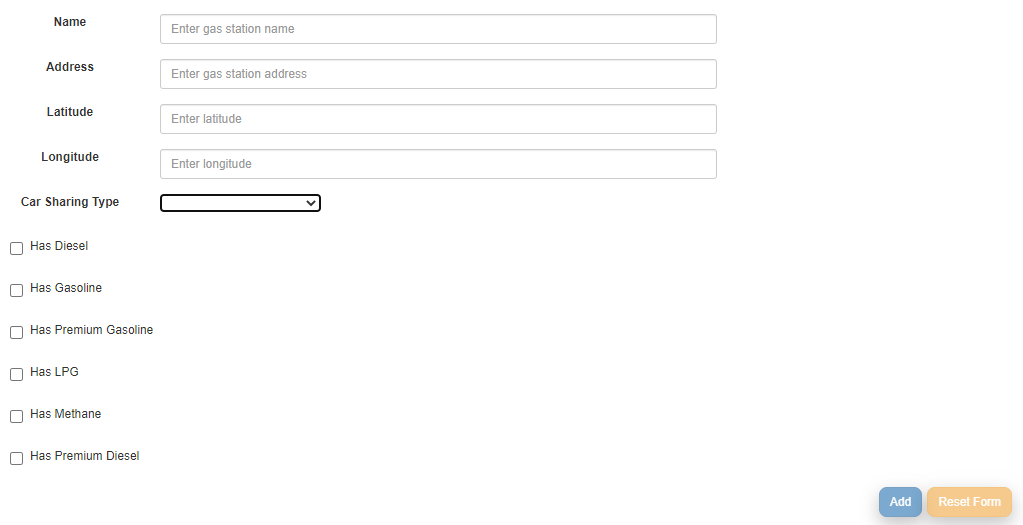 Name
Enter gas station name
Address
Enter gas station address
Latitude
Enter latitude
Longitude
Enter longitude
Car Sharing Type
Has Diesel
Has Gasoline
Has Premium Gasoline
Has LPG
Has Methane
Has Premium Diesel
Add
Reset Form